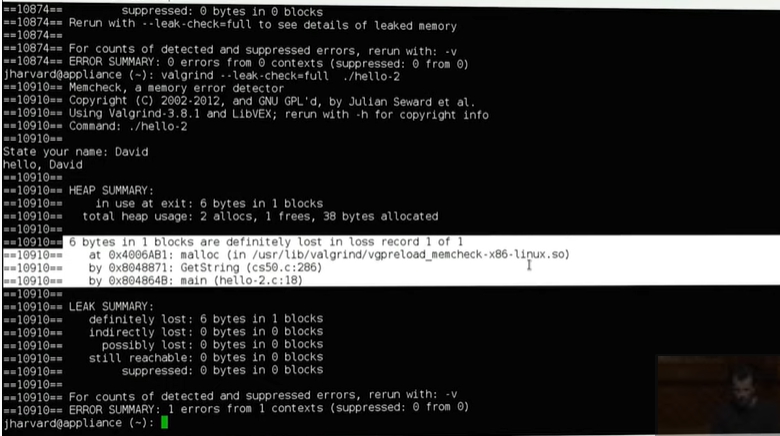 ==10874==         suppressed: 0 bytes in 0 blocks
==10874== Rerun with --leak-check=full to see details of leaked memory
==10874==
==10874== For counts of detected and suppressed errors, rerun with: -v
==10874== ERROR SUMMARY: 0 errors from 0 contexts (suppressed: 0 from 0)
jharvard@appliance (~): valgrind --leak-check=full  ./hello-2
==10910== Memcheck, a memory error detector
==10910== Copyright (C) 2002-2012, and GNU GPL'd, by Julian Seward et al.
==10910== Using Valgrind-3.8.1 and LibVEX; rerun with -h for copyright info
==10910== Command: ./hello-2
==10910==
State your name: David
hello, David
==10910==
==10910== HEAP SUMMARY:
==10910==     in use at exit: 6 bytes in 1 blocks
==10910==   total heap usage: 2 allocs, 1 frees, 38 bytes allocated
==10910==
==10910== 6 bytes in 1 blocks are definitely lost in loss record 1 of 1
==10910==    at 0x4006AB1: malloc (in /usr/lib/valgrind/vgpreload_memcheck-x86-linux.so)
==10910==    by 0x8048871: GetString (cs50.c:286)
==10910==    by 0x804864B: main (hello-2.c:18)
==10910==
==10910== LEAK SUMMARY:
==10910==    definitely lost: 6 bytes in 1 blocks
==10910==    indirectly lost: 0 bytes in 0 blocks
==10910==      possibly lost: 0 bytes in 0 blocks
==10910==    still reachable: 0 bytes in 0 blocks
==10910==         suppressed: 0 bytes in 0 blocks
==10910==
==10910== For counts of detected and suppressed errors, rerun with: -v
==10910== ERROR SUMMARY: 1 errors from 1 contexts (suppressed: 0 from 0)
jharvard@appliance (~):